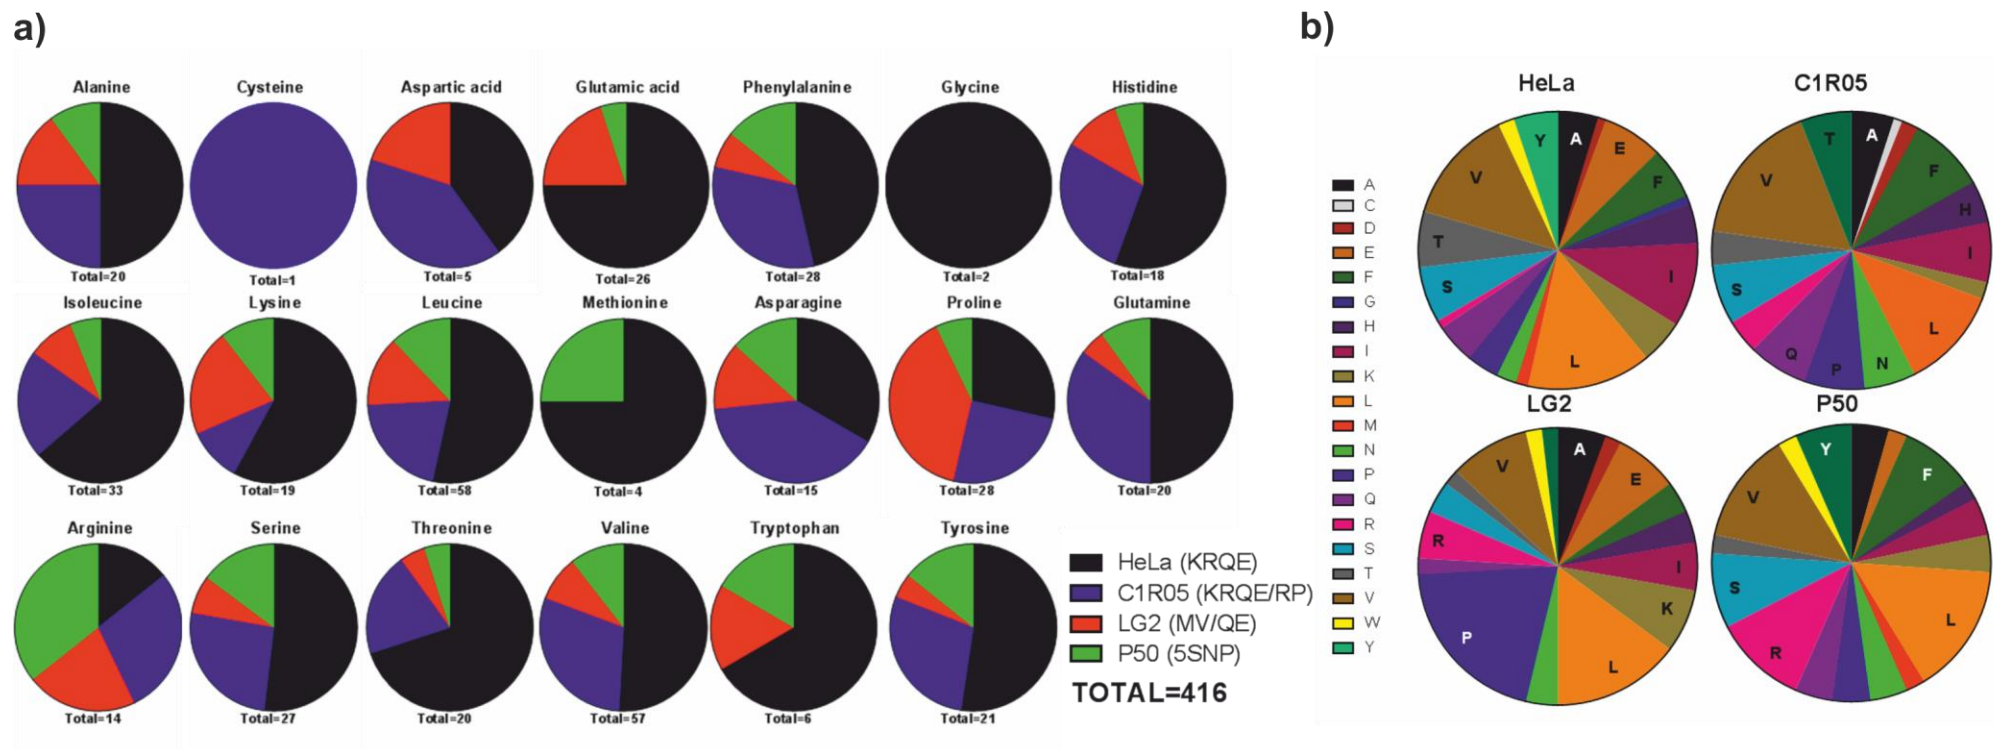 a)
Alanine Cysteine Aspartic acid Glutamic acid Phenylalanine Glycine Histidine
Total=20 Total=1 Total=5 Total=26 Total=28 Total=2 Total=18
Isoleucine Lysine Leucine Methionine Asparagine Proline Glutamine
Total=33 Total=19 Total=58 Total=4 Total=15 Total=28 Total=20
Arginine Serine Threonine Valine Tryptophan Tyrosine
Total=14 Total=27 Total=20 Total=57 Total=6 Total=21
HeLa (KRQE)
C1R05 (KRQE/RP)
LG2 (MV/QE)
P50 (5SNP)
TOTAL=416
b)
A
C
D
E
F
G
H
I
K
L
M
N
P
Q
R
S
T
V
W
Y
HeLa
A
E
F
I
L
S
T
V
Y
C1R05
A
F
H
I
L
N
P
Q
S
V
T
LG2
A
E
I
K
L
P
R
V
P50
F
L
R
S
V
Y